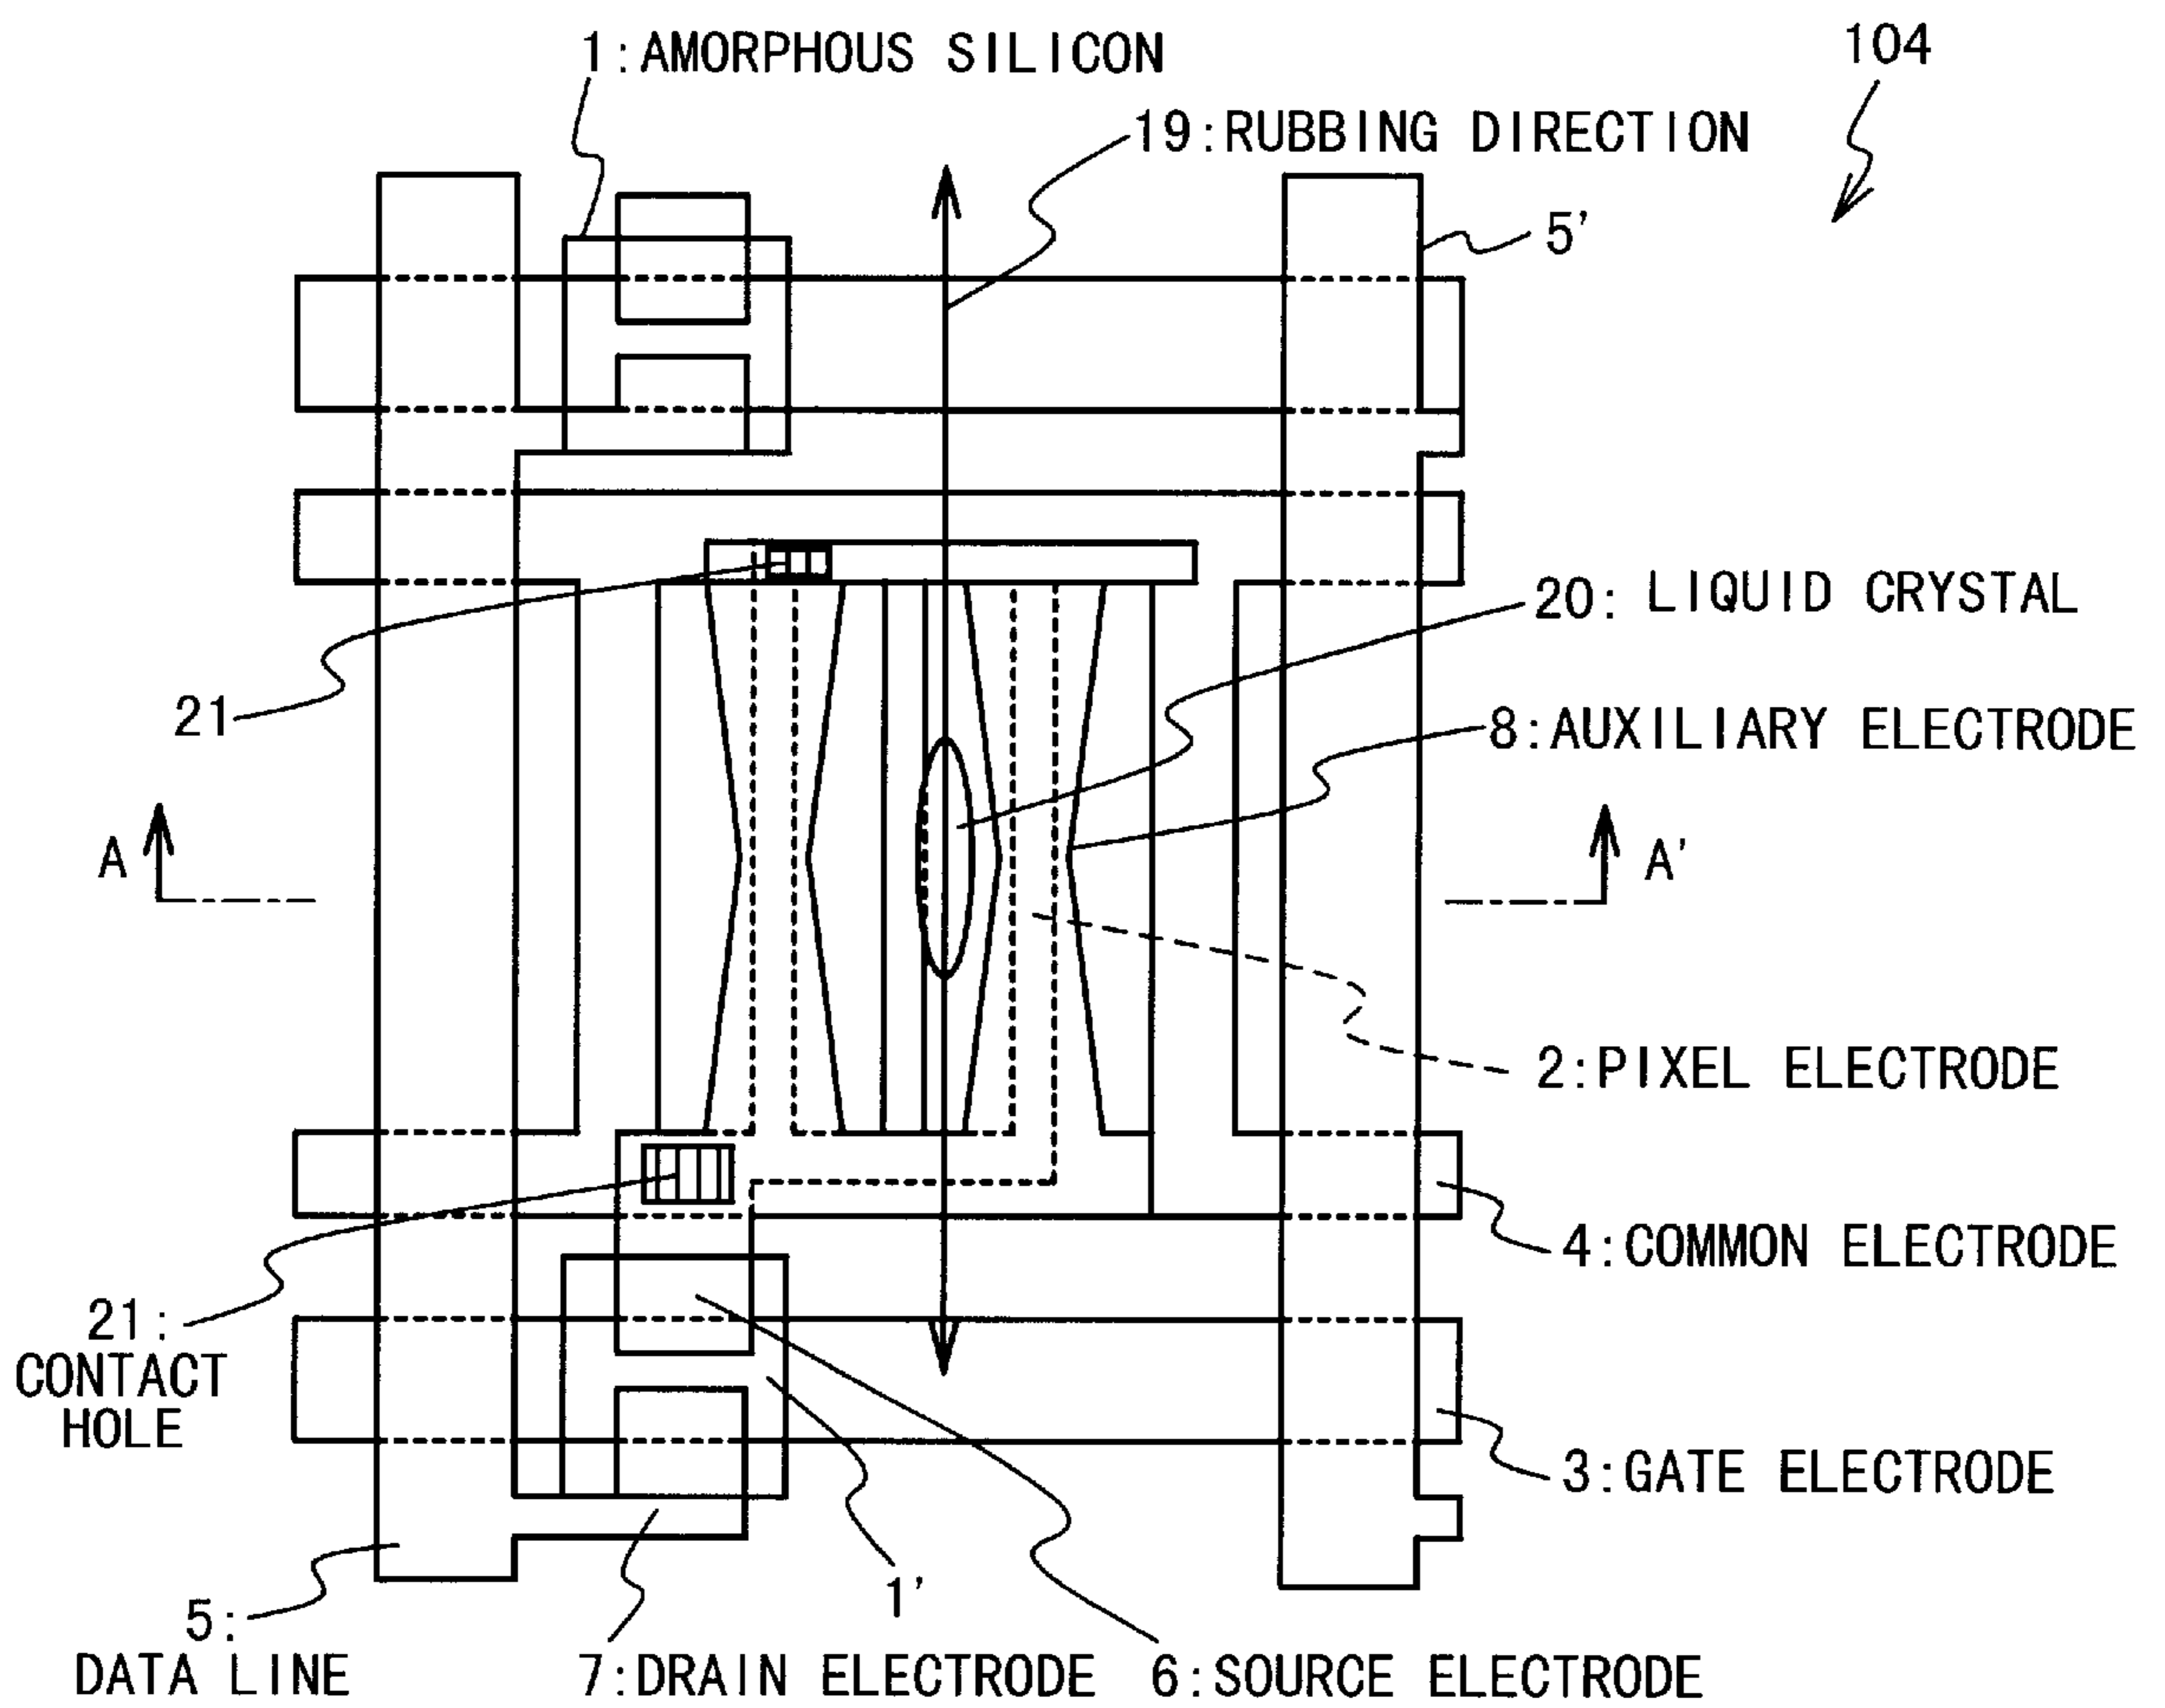 1:AMORPHOUS SILICON
104
19:RUBBING DIRECTION
5'
20: LIQUID CRYSTAL
21
8:AUXILIARY ELECTRODE
A
A'
2:PIXEL ELECTRODE
4:COMMON ELECTRODE
21:
CONTACT
HOLE
3:GATE ELECTRODE
1'
5:
DATA LINE
7:DRAIN ELECTRODE
6:SOURCE ELECTRODE